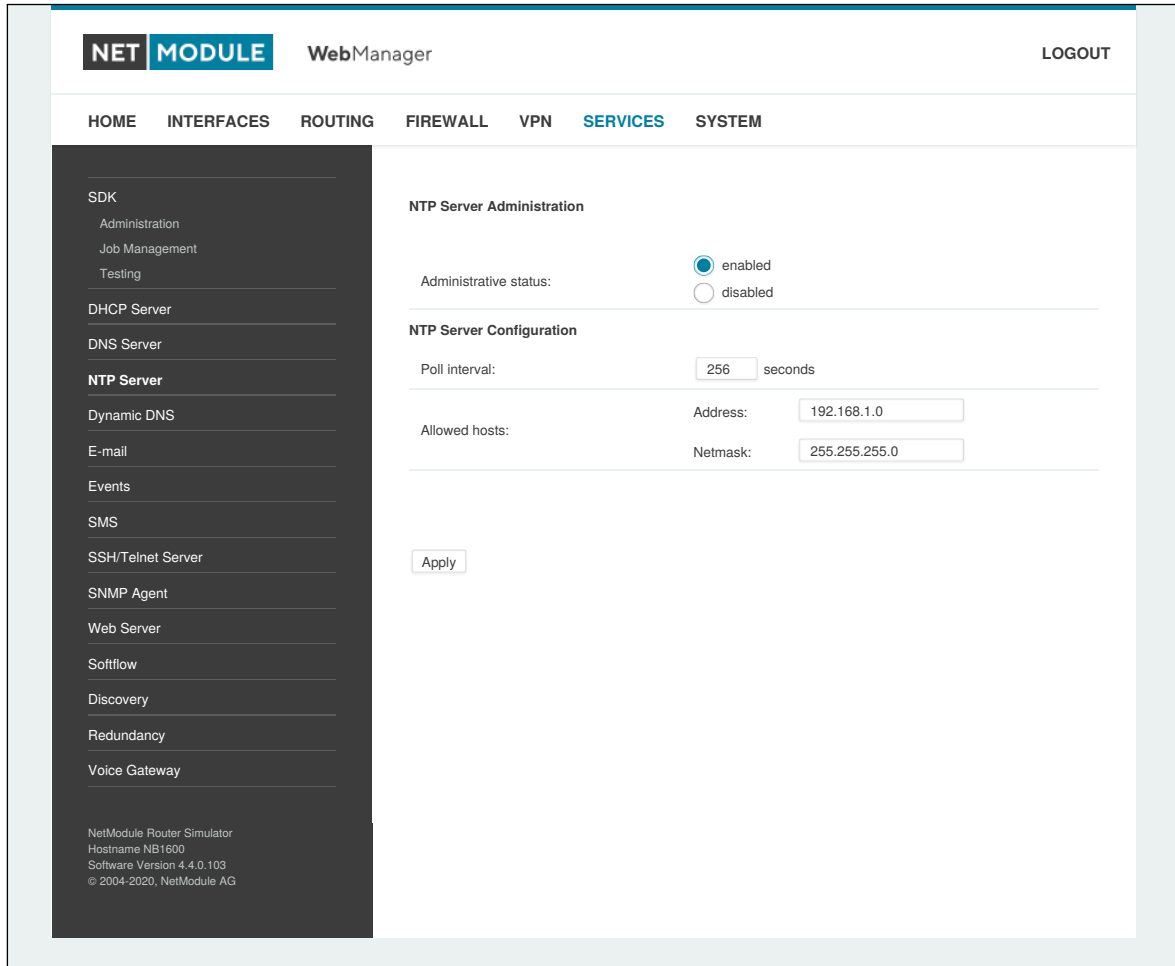 NET MODULE WebManager LOGOUT
HOME INTERFACES ROUTING FIREWALL VPN SERVICES SYSTEM
SDK
Administration
Job Management
Testing
DHCP Server
DNS Server
NTP Server
Dynamic DNS
E-mail
Events
SMS
SSH/Telnet Server
SNMP Agent
Web Server
Softflow
Discovery
Redundancy
Voice Gateway
NetModule Router Simulator
Hostname NB1600
Software Version 4.4.0.103
© 2004-2020, NetModule AG
NTP Server Administration
Administrative status:
enabled
disabled
NTP Server Configuration
Poll interval: 256 seconds
Allowed hosts:
Address: 192.168.1.0
Netmask: 255.255.255.0
Apply